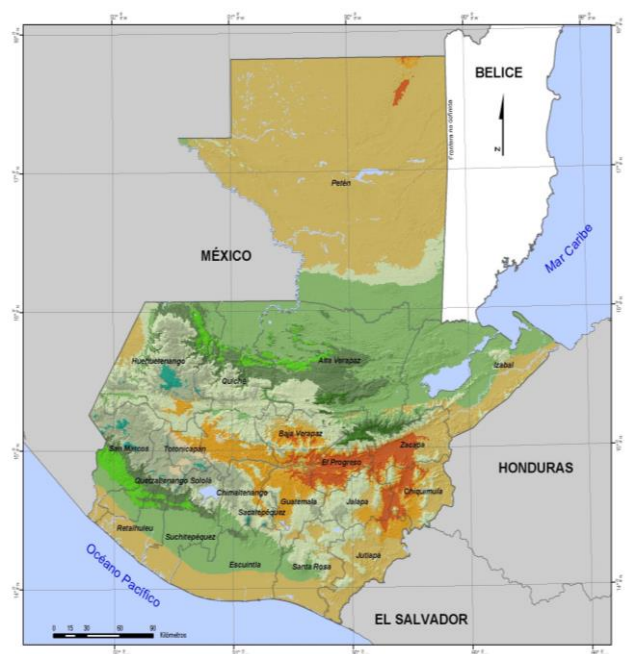 BELICE
N
Frontera no definida
Petén
MÉXICO
Mar Caribe
Huehuetenango
Quiché
Alta Verapaz
Izabal
Baja Verapaz
Zacapa
San Marcos
Totonicapán
El Progreso
HONDURAS
Quetzaltenango
Sololá
Chimaltenango
Guatemala
Jalapa
Chiquimula
Sacatepéquez
Retalhuleu
Suchitepéquez
Jutiapa
Escuintla
Santa Rosa
Océano Pacífico
EL SALVADOR
0 15 30 60 90
Kilómetros